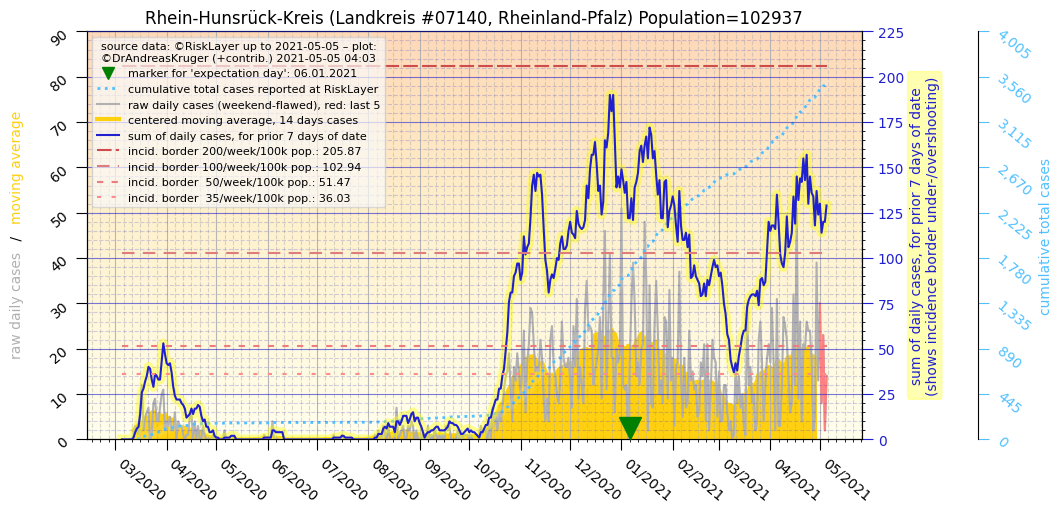 Rhein-Hunsrück-Kreis (Landkreis #07140, Rheinland-Pfalz) Population=102937
source data: ©RiskLayer up to 2021-05-05 – plot:
©DrAndreasKruger (+contrib.) 2021-05-05 04:03
marker for 'expectation day': 06.01.2021
cumulative total cases reported at RiskLayer
raw daily cases (weekend-flawed), red: last 5
centered moving average, 14 days cases
sum of daily cases, for prior 7 days of date
incid. border 200/week/100k pop.: 205.87
incid. border 100/week/100k pop.: 102.94
incid. border  50/week/100k pop.: 51.47
incid. border  35/week/100k pop.: 36.03
raw daily cases  /  moving average
90
80
70
60
50
40
30
20
10
0
03/2020
04/2020
05/2020
06/2020
07/2020
08/2020
09/2020
10/2020
11/2020
12/2020
01/2021
02/2021
03/2021
04/2021
05/2021
225
200
175
150
125
100
75
50
25
0
sum of daily cases, for prior 7 days of date
(shows incidence border under-/overshooting)
4,005
3,560
3,115
2,670
2,225
1,780
1,335
890
445
0
cumulative total cases